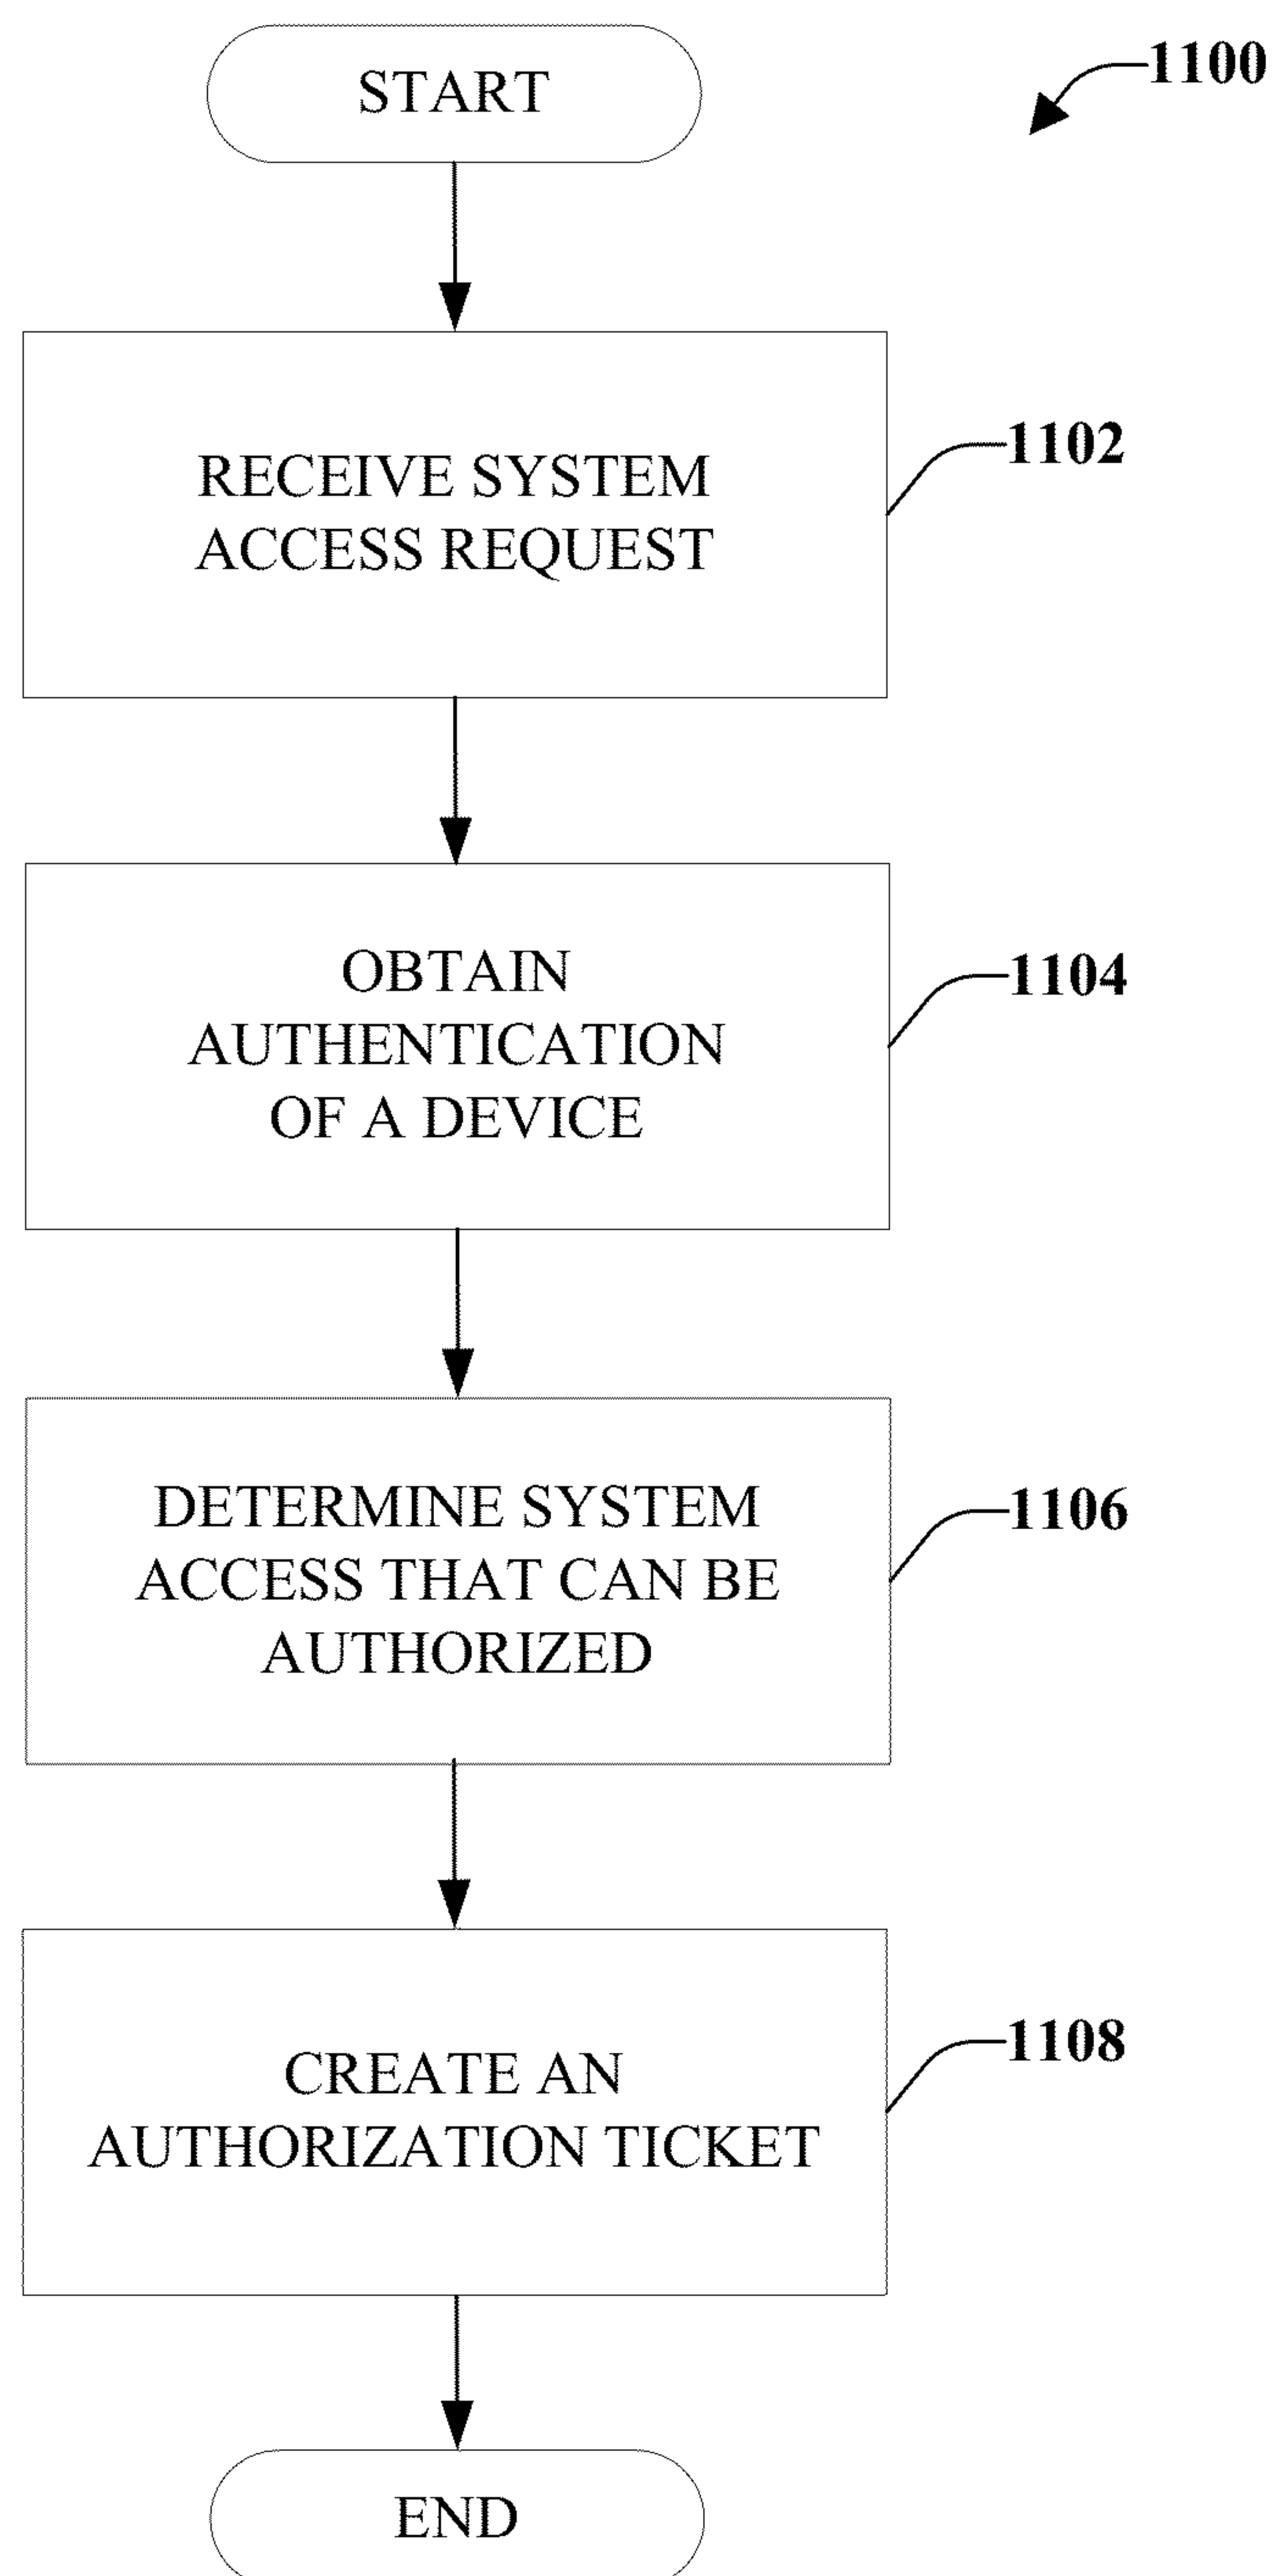 START
1100
RECEIVE SYSTEM
ACCESS REQUEST
1102
OBTAIN
AUTHENTICATION
OF A DEVICE
1104
DETERMINE SYSTEM
ACCESS THAT CAN BE
AUTHORIZED
1106
CREATE AN
AUTHORIZATION TICKET
1108
END